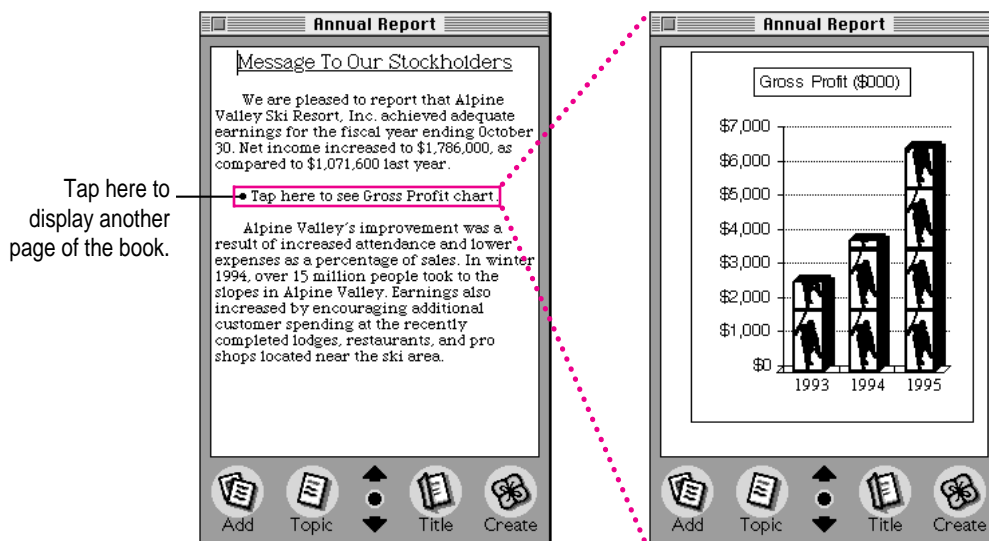 Annual Report
Message To Our Stockholders
We are pleased to report that Alpine
Valley Ski Resort, Inc. achieved adequate
earnings for the fiscal year ending October
30. Net income increased to $1,786,000, as
compared to $1,071,600 last year.
Tap here to see Gross Profit chart.
Alpine Valley's improvement was a
result of increased attendance and lower
expenses as a percentage of sales. In winter
1994, over 15 million people took to the
slopes in Alpine Valley. Earnings also
increased by encouraging additional
customer spending at the recently
completed lodges, restaurants, and pro
shops located near the ski area.
Add Topic Title Create
Tap here to
display another
page of the book.
Annual Report
Gross Profit ($000)
$7,000
$6,000
$5,000
$4,000
$3,000
$2,000
$1,000
$0
1993 1994 1995
Add Topic Title Create